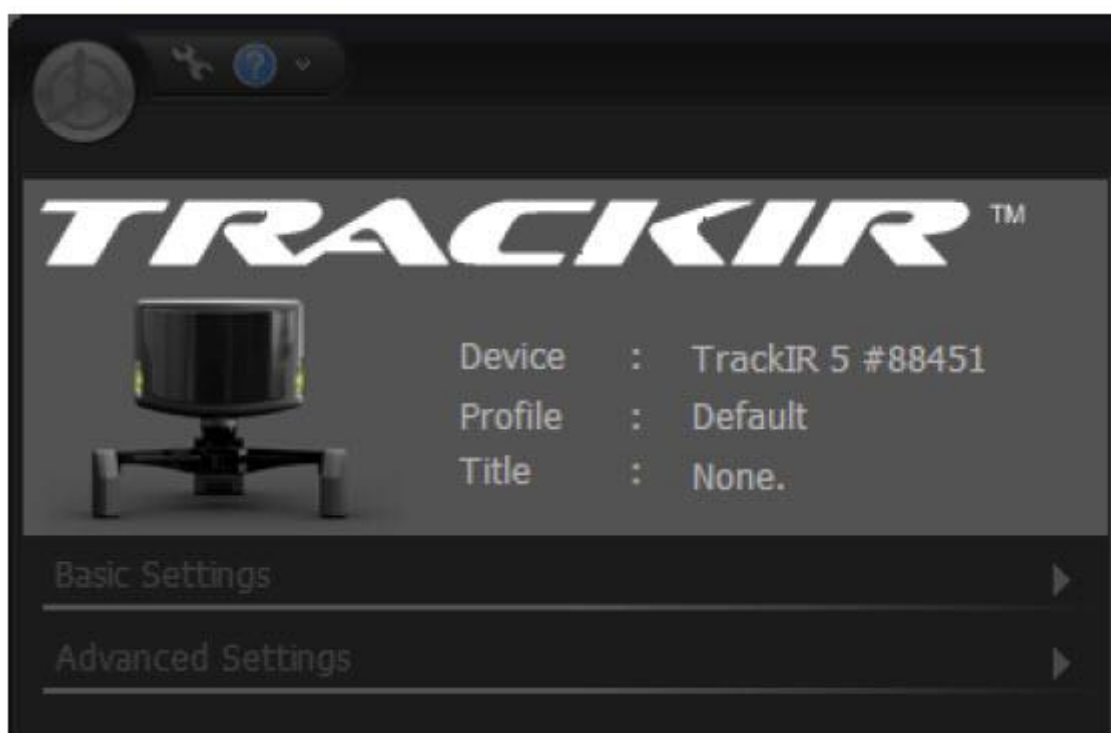 TRACKIR™
Device : TrackIR 5 #88451
Profile : Default
Title : None.
Basic Settings
Advanced Settings